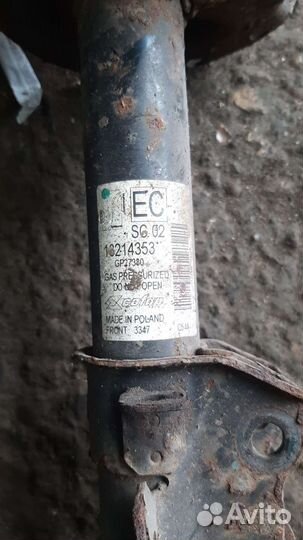 EC
SC 02
13214353
GP27380
GAS PRESSURIZED
DO NOT OPEN
MADE IN POLAND
FRONT 3347
Avito